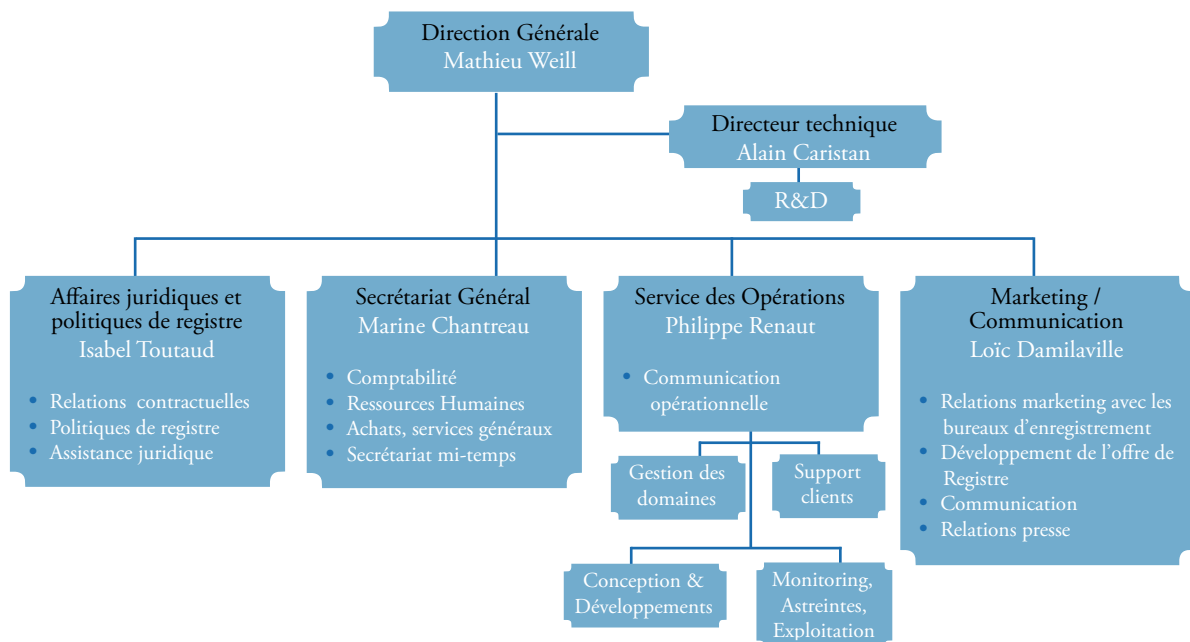 Direction Générale
Mathieu Weill
Directeur technique
Alain Caristan
R&D
Affaires juridiques et
politiques de registre
Isabel Toutaud
• Relations contractuelles
• Politiques de registre
• Assistance juridique
Secrétariat Général
Marine Chantreau
• Comptabilité
• Ressources Humaines
• Achats, services généraux
• Secrétariat mi-temps
Service des Opérations
Philippe Renaut
• Communication
opérationnelle
Gestion des
domaines
Support
clients
Conception &
Développements
Monitoring,
Astreintes,
Exploitation
Marketing /
Communication
Loïc Damilaville
• Relations marketing avec les
bureaux d’enregistrement
• Développement de l’offre de
Registre
• Communication
• Relations presse